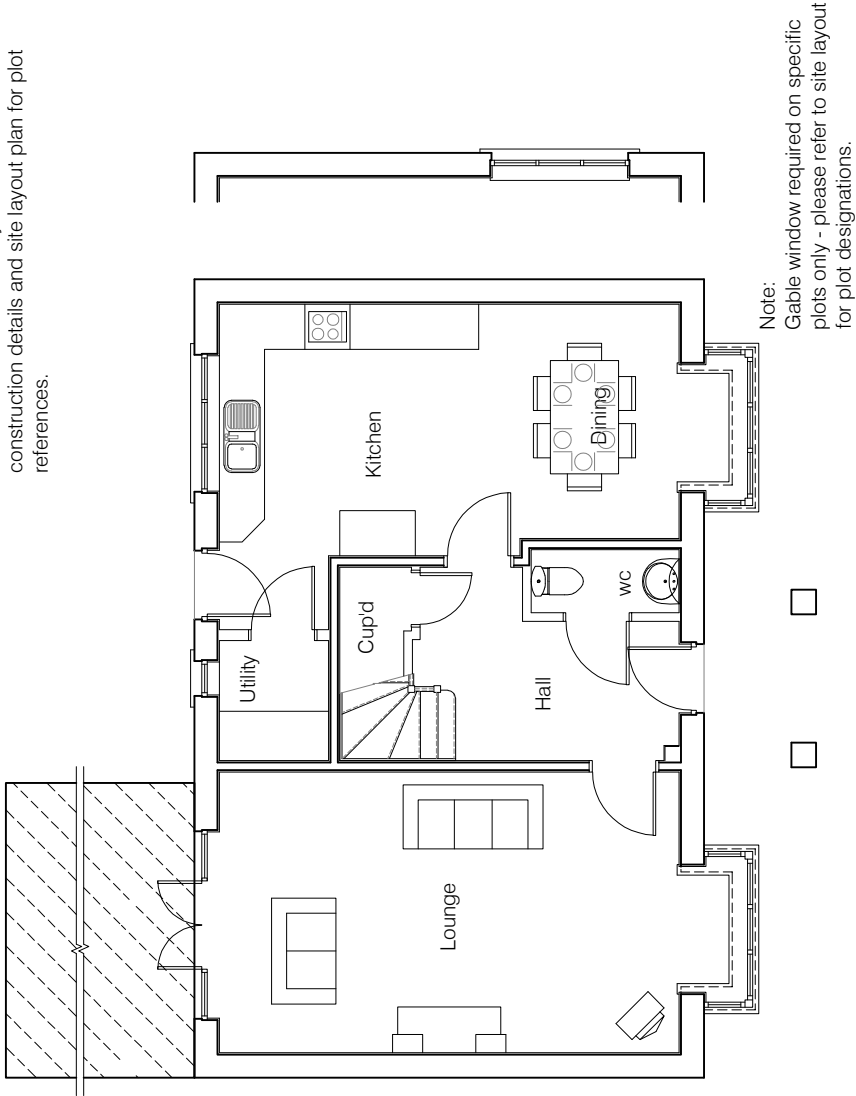 construction details and site layout plan for plot
references.
Kitchen
Dining
Utility
Cup'd
wc
Hall
Lounge
Note:
Gable window required on specific
plots only - please refer to site layout
for plot designations.